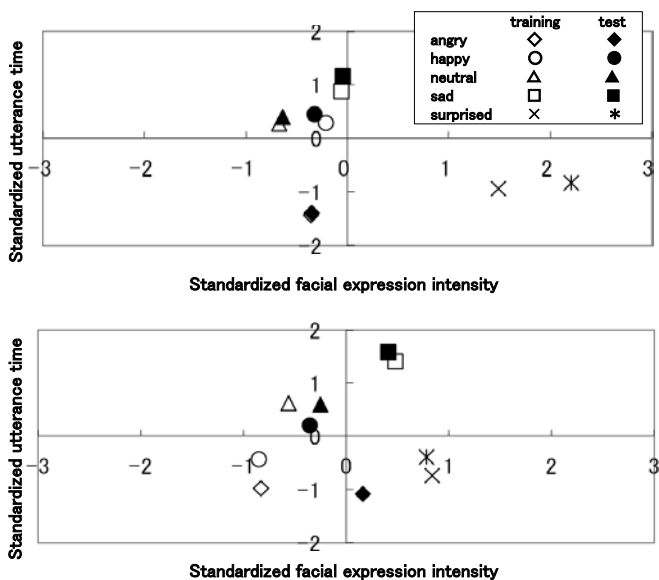 training test
angry
happy
neutral
sad
surprised
2
1
0
-3 -2 -1 0 1 2 3
-1
-2
Standardized utterance time
Standardized facial expression intensity
2
1
0
-3 -2 -1 0 1 2 3
-1
-2
Standardized utterance time
Standardized facial expression intensity